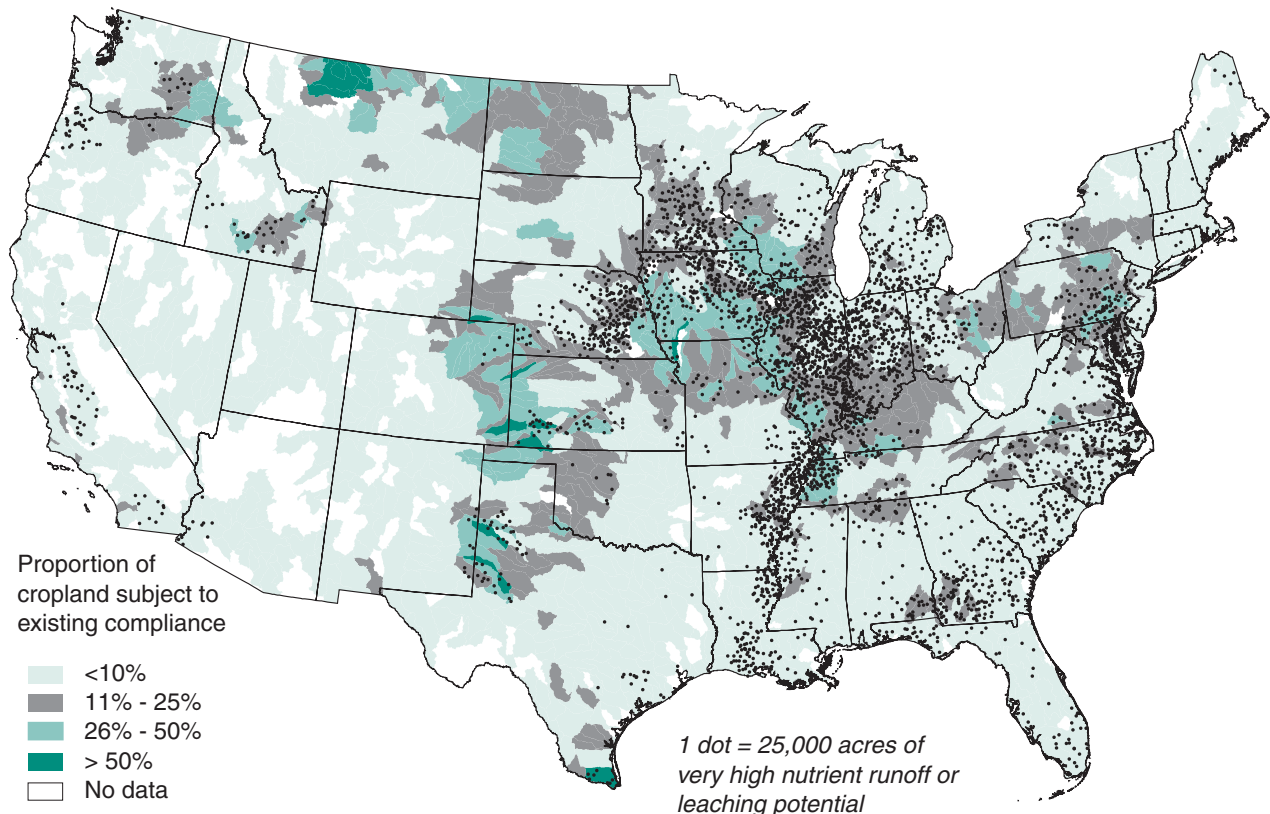 Proportion of
cropland subject to
existing compliance
<10%
11% - 25%
26% - 50%
> 50%
No data
1 dot = 25,000 acres of
very high nutrient runoff or
leaching potential